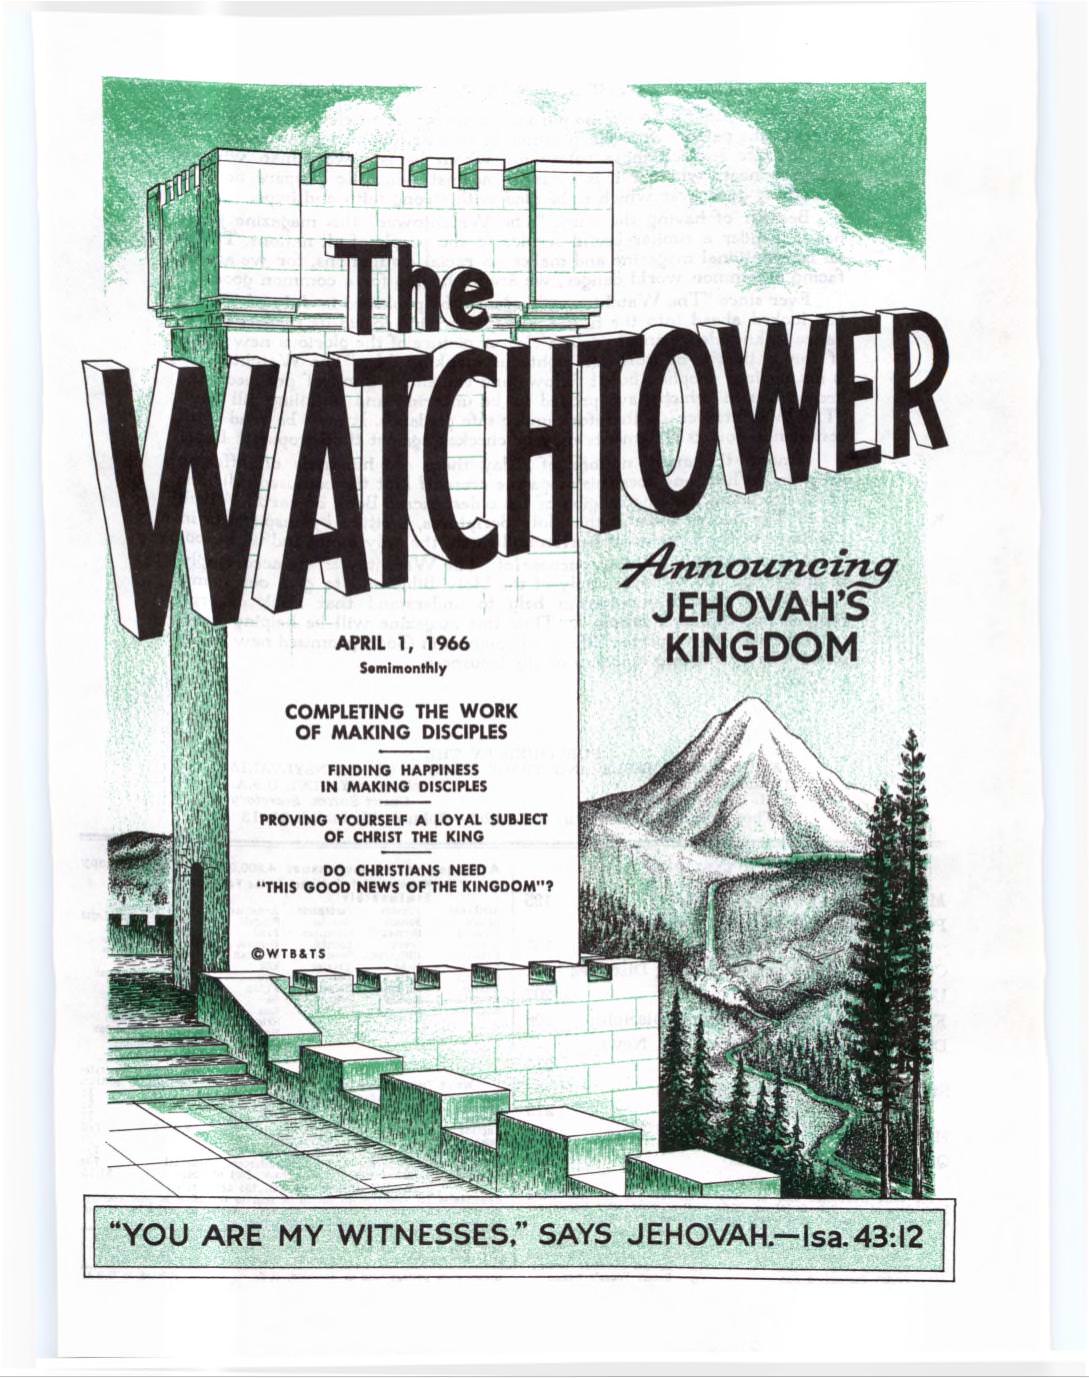 The
WATCHTOWER
Announcing
JEHOVAH'S
KINGDOM
APRIL 1, 1966
Semimonthly
COMPLETING THE WORK
OF MAKING DISCIPLES
FINDING HAPPINESS
IN MAKING DISCIPLES
PROVING YOURSELF A LOYAL SUBJECT
OF CHRIST THE KING
DO CHRISTIANS NEED
"THIS GOOD NEWS OF THE KINGDOM"?
©WTB&TS
"YOU ARE MY WITNESSES," SAYS JEHOVAH.—Isa. 43:12